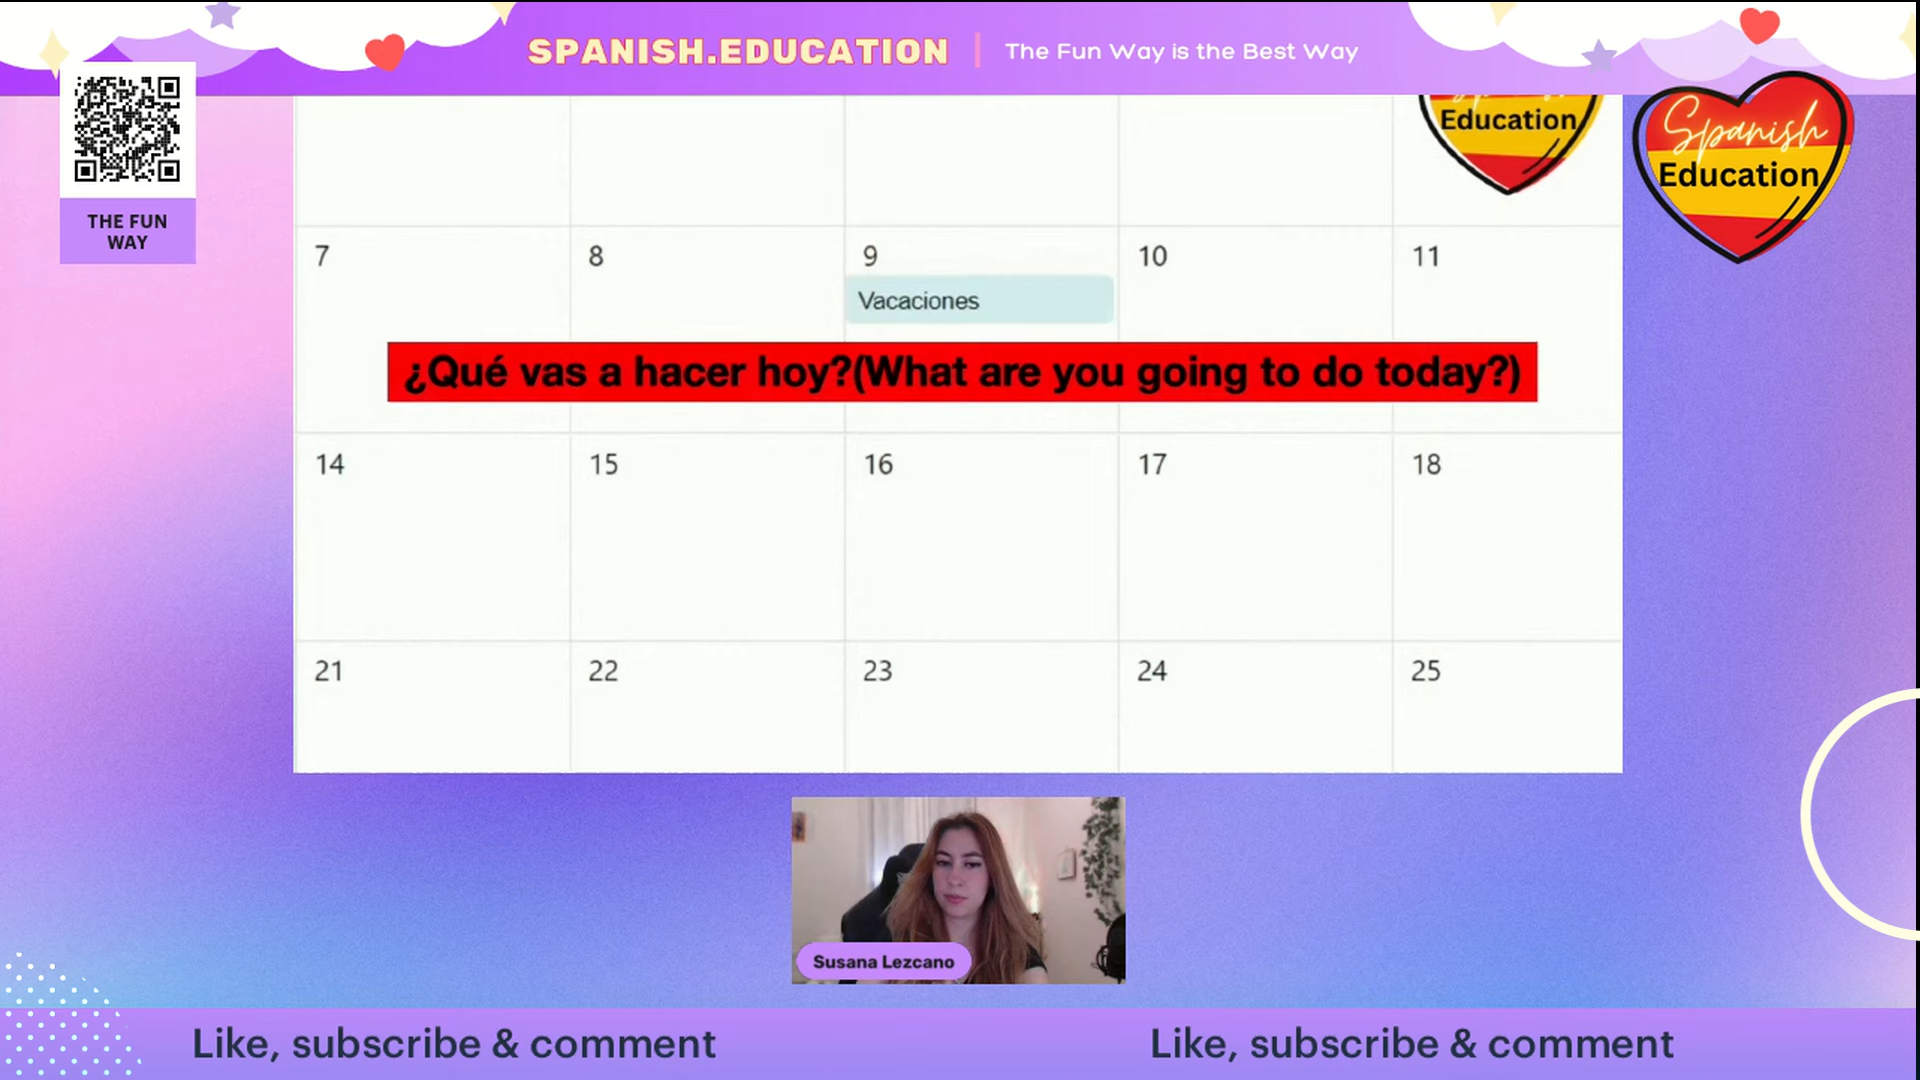 SPANISH.EDUCATION | The Fun Way is the Best Way
THE FUN
WAY
Education
Spanish
Education
7 8 9 10 11
Vacaciones
¿Qué vas a hacer hoy?(What are you going to do today?)
14 15 16 17 18
21 22 23 24 25
Susana Lezcano
Like, subscribe & comment
Like, subscribe & comment